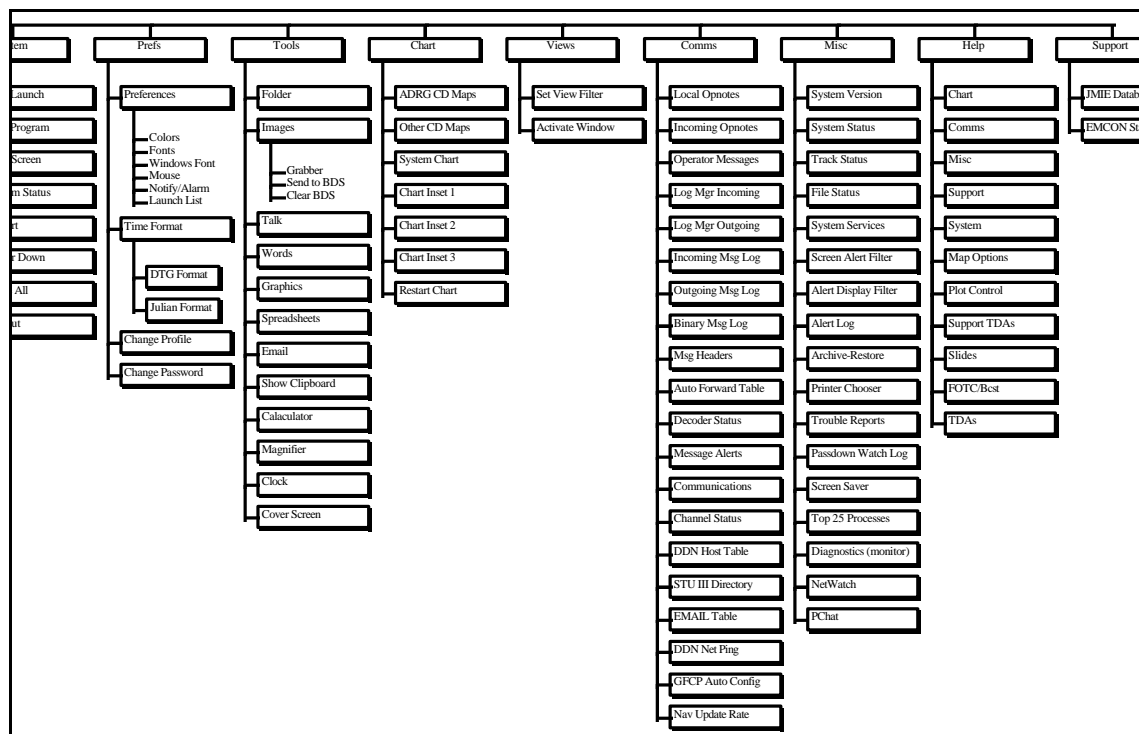 Prefs
Tools
Chart
Views
Comms
Misc
Help
Support
Launch
Program
Screen
Status
Down
All
Preferences
Colors
Fonts
Windows Font
Mouse
Notify/Alarm
Launch List
Time Format
DTG Format
Julian Format
Change Profile
Change Password
Folder
Images
Grabber
Send to BDS
Clear BDS
Talk
Words
Graphics
Spreadsheets
Email
Show Clipboard
Calaculator
Magnifier
Clock
Cover Screen
ADRG CD Maps
Other CD Maps
System Chart
Chart Inset 1
Chart Inset 2
Chart Inset 3
Restart Chart
Set View Filter
Activate Window
Local Opnotes
Incoming Opnotes
Operator Messages
Log Mgr Incoming
Log Mgr Outgoing
Incoming Msg Log
Outgoing Msg Log
Binary Msg Log
Msg Headers
Auto Forward Table
Decoder Status
Message Alerts
Communications
Channel Status
DDN Host Table
STU III Directory
EMAIL Table
DDN Net Ping
GFCP Auto Config
Nav Update Rate
System Version
System Status
Track Status
File Status
System Services
Screen Alert Filter
Alert Display Filter
Alert Log
Archive-Restore
Printer Chooser
Trouble Reports
Passdown Watch Log
Screen Saver
Top 25 Processes
Diagnostics (monitor)
NetWatch
PChat
Chart
Comms
Misc
Support
System
Map Options
Plot Control
Support TDAs
Slides
FOTC/Bcst
TDAs
JMIE
EMCON